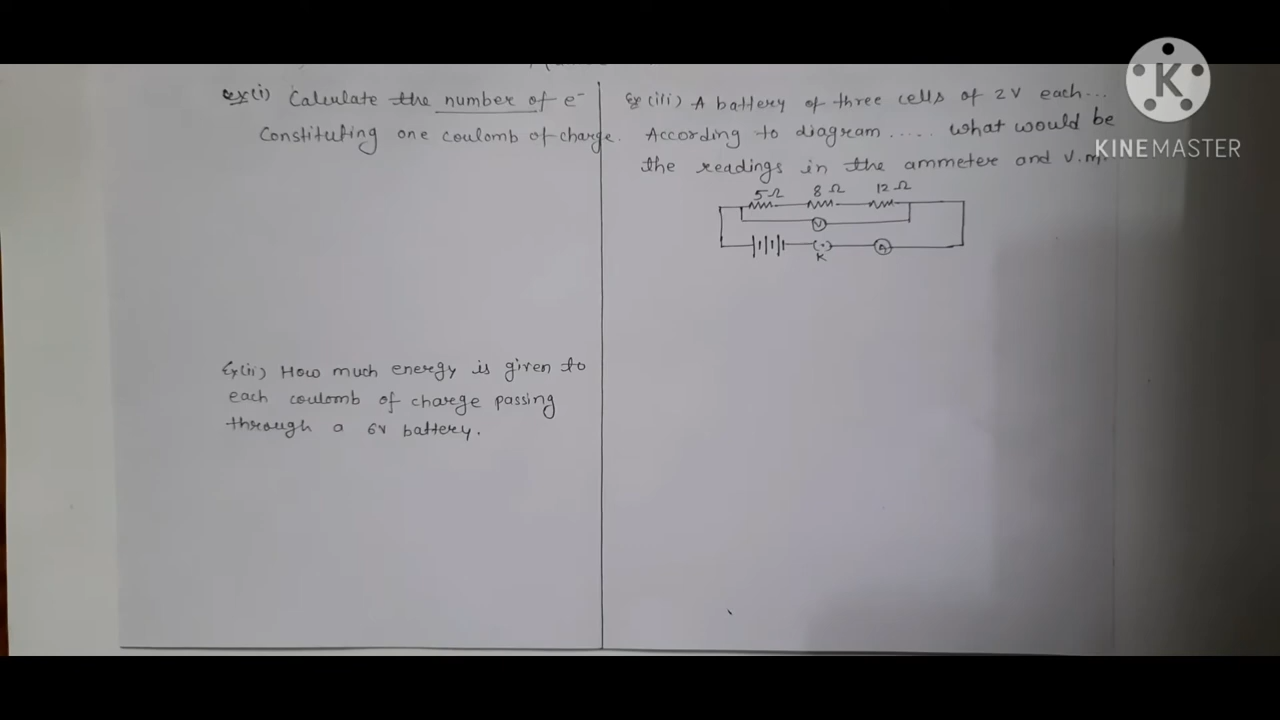 Ex(i) Calculate the number of e⁻
Constituting one coulomb of charge.
Ex(ii) How much energy is given to
each coulomb of charge passing
through a 6V battery.
Ex(iii) A battery of three cells of 2V each...
According to diagram ..... what would be
the readings in the ammeter and V.m.
5Ω 8Ω 12Ω
V
K A
K
KINEMASTER